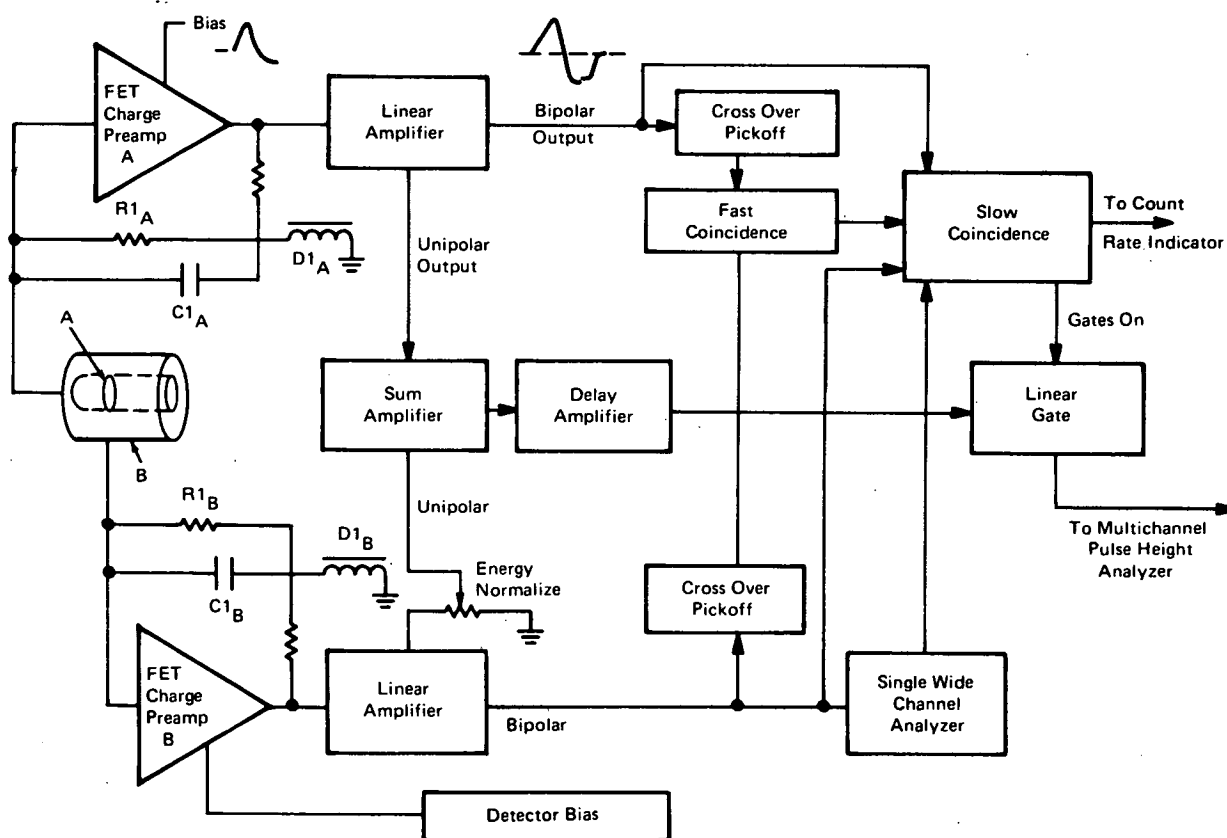 Bias
FET
Charge
Preamp
A
Linear
Amplifier
Bipolar
Output
Cross Over
Pickoff
Fast
Coincidence
Slow
Coincidence
To Count
Rate Indicator
R1A
D1A
C1A
Unipolar
Output
Gates On
A
B
Sum
Amplifier
Delay
Amplifier
Linear
Gate
To Multichannel
Pulse Height
Analyzer
Unipolar
R1B
D1B
C1B
Energy
Normalize
Cross Over
Pickoff
FET
Charge
Preamp
B
Linear
Amplifier
Bipolar
Single Wide
Channel
Analyzer
Detector Bias